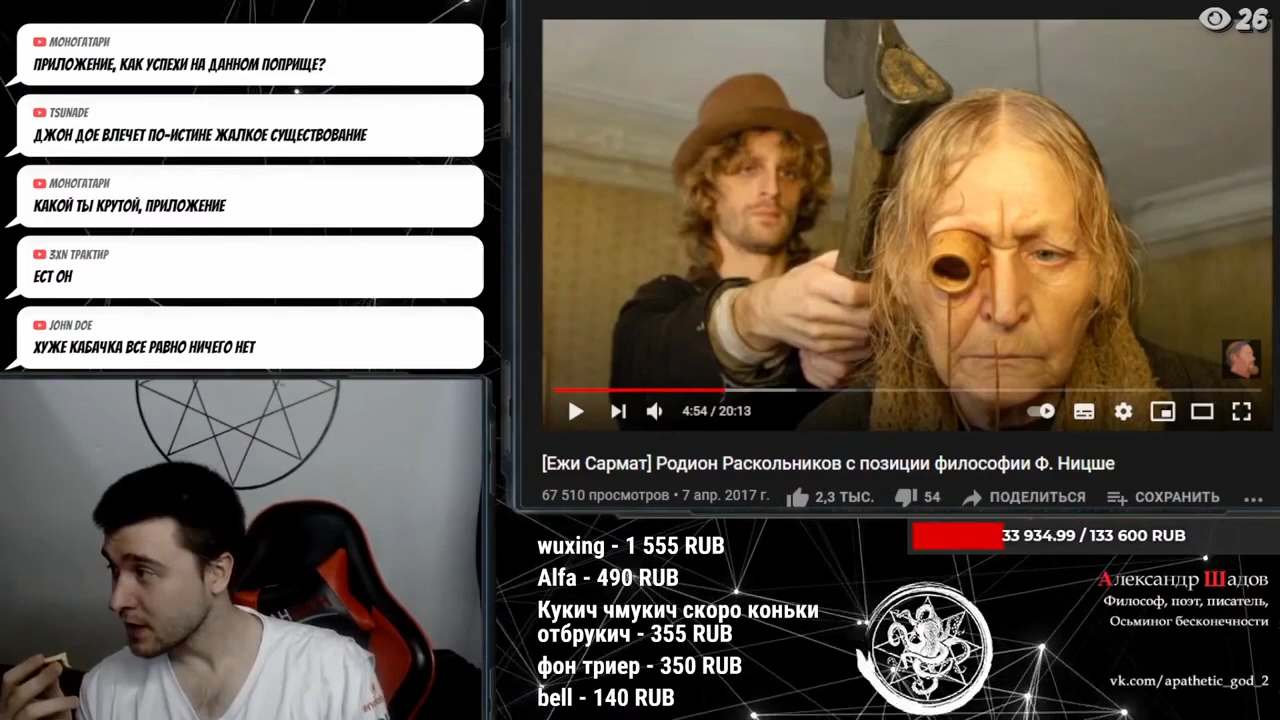 МОНОГАТАРИ
ПРИЛОЖЕНИЕ, КАК УСПЕХИ НА ДАННОМ ПОПРИЩЕ?
TSUNADE
ДЖОН ДОЕ ВЛЕЧЕТ ПО-ИСТИНЕ ЖАЛКОЕ СУЩЕСТВОВАНИЕ
МОНОГАТАРИ
КАКОЙ ТЫ КРУТОЙ, ПРИЛОЖЕНИЕ
ЗХN ТРАКТИР
ЕСТ ОН
JOHN DOE
ХУЖЕ КАБАЧКА ВСЕ РАВНО НИЧЕГО НЕТ
26
4:54 / 20:13
[Ежи Сармат] Родион Раскольников с позиции философии Ф. Ницше
67 510 просмотров • 7 апр. 2017 г.
2,3 ТЫС.
54
ПОДЕЛИТЬСЯ
СОХРАНИТЬ
33 934.99 / 133 600 RUB
wuxing - 1 555 RUB
Alfa - 490 RUB
Кукич чмукич скоро коньки
отбрукич - 355 RUB
фон триер - 350 RUB
bell - 140 RUB
Александр Шадов
Философ, поэт, писатель,
Осьминог бесконечности
vk.com/apathetic_god_2